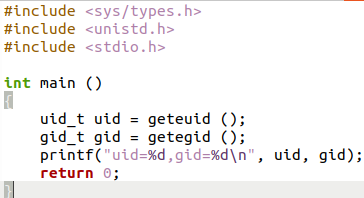 #include <sys/types.h>
#include <unistd.h>
#include <stdio.h>

int main ()
{
    uid_t uid = geteuid ();
    gid_t gid = getegid ();
    printf("uid=%d,gid=%d\n", uid, gid);
    return 0;
}